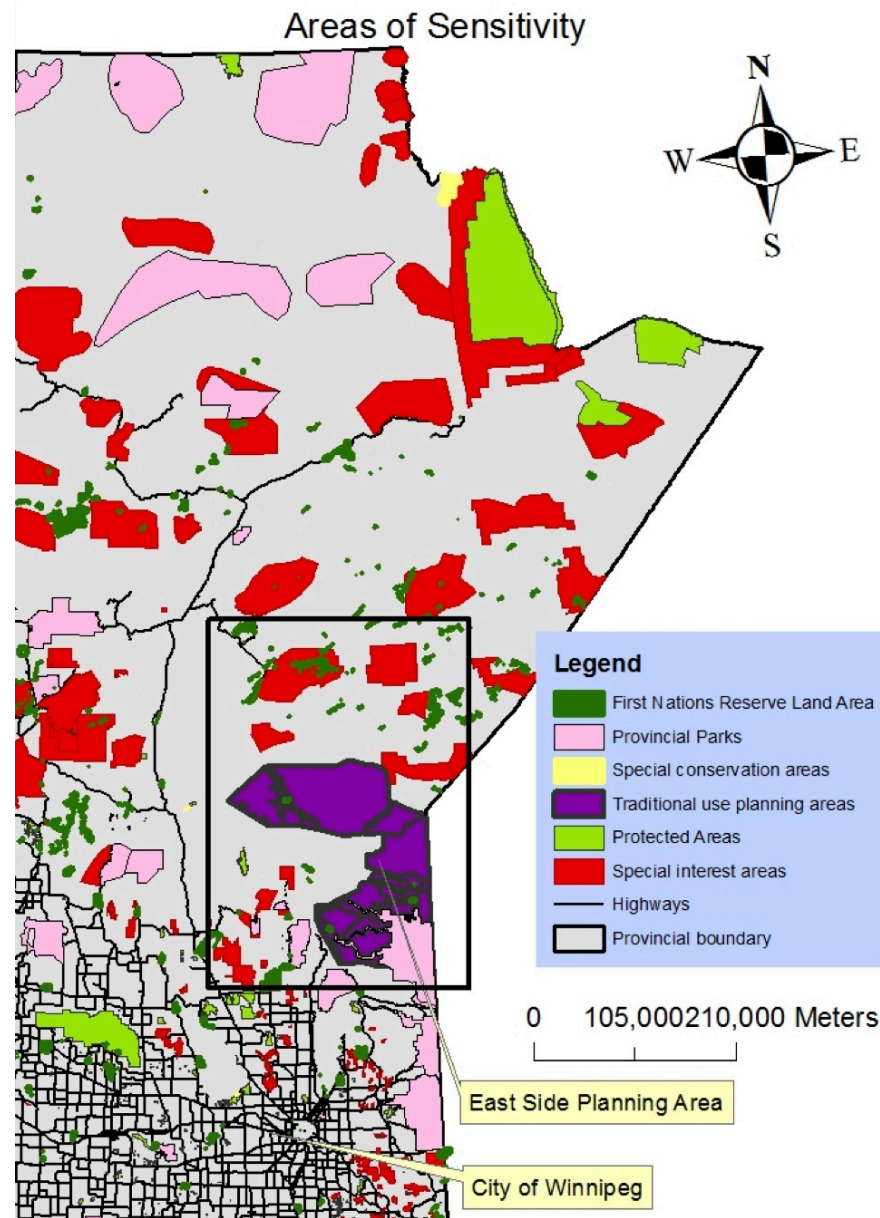 Areas of Sensitivity
N
W
E
S
Legend
First Nations Reserve Land Area
Provincial Parks
Special conservation areas
Traditional use planning areas
Protected Areas
Special interest areas
Highways
Provincial boundary
0 105,000210,000 Meters
East Side Planning Area
City of Winnipeg